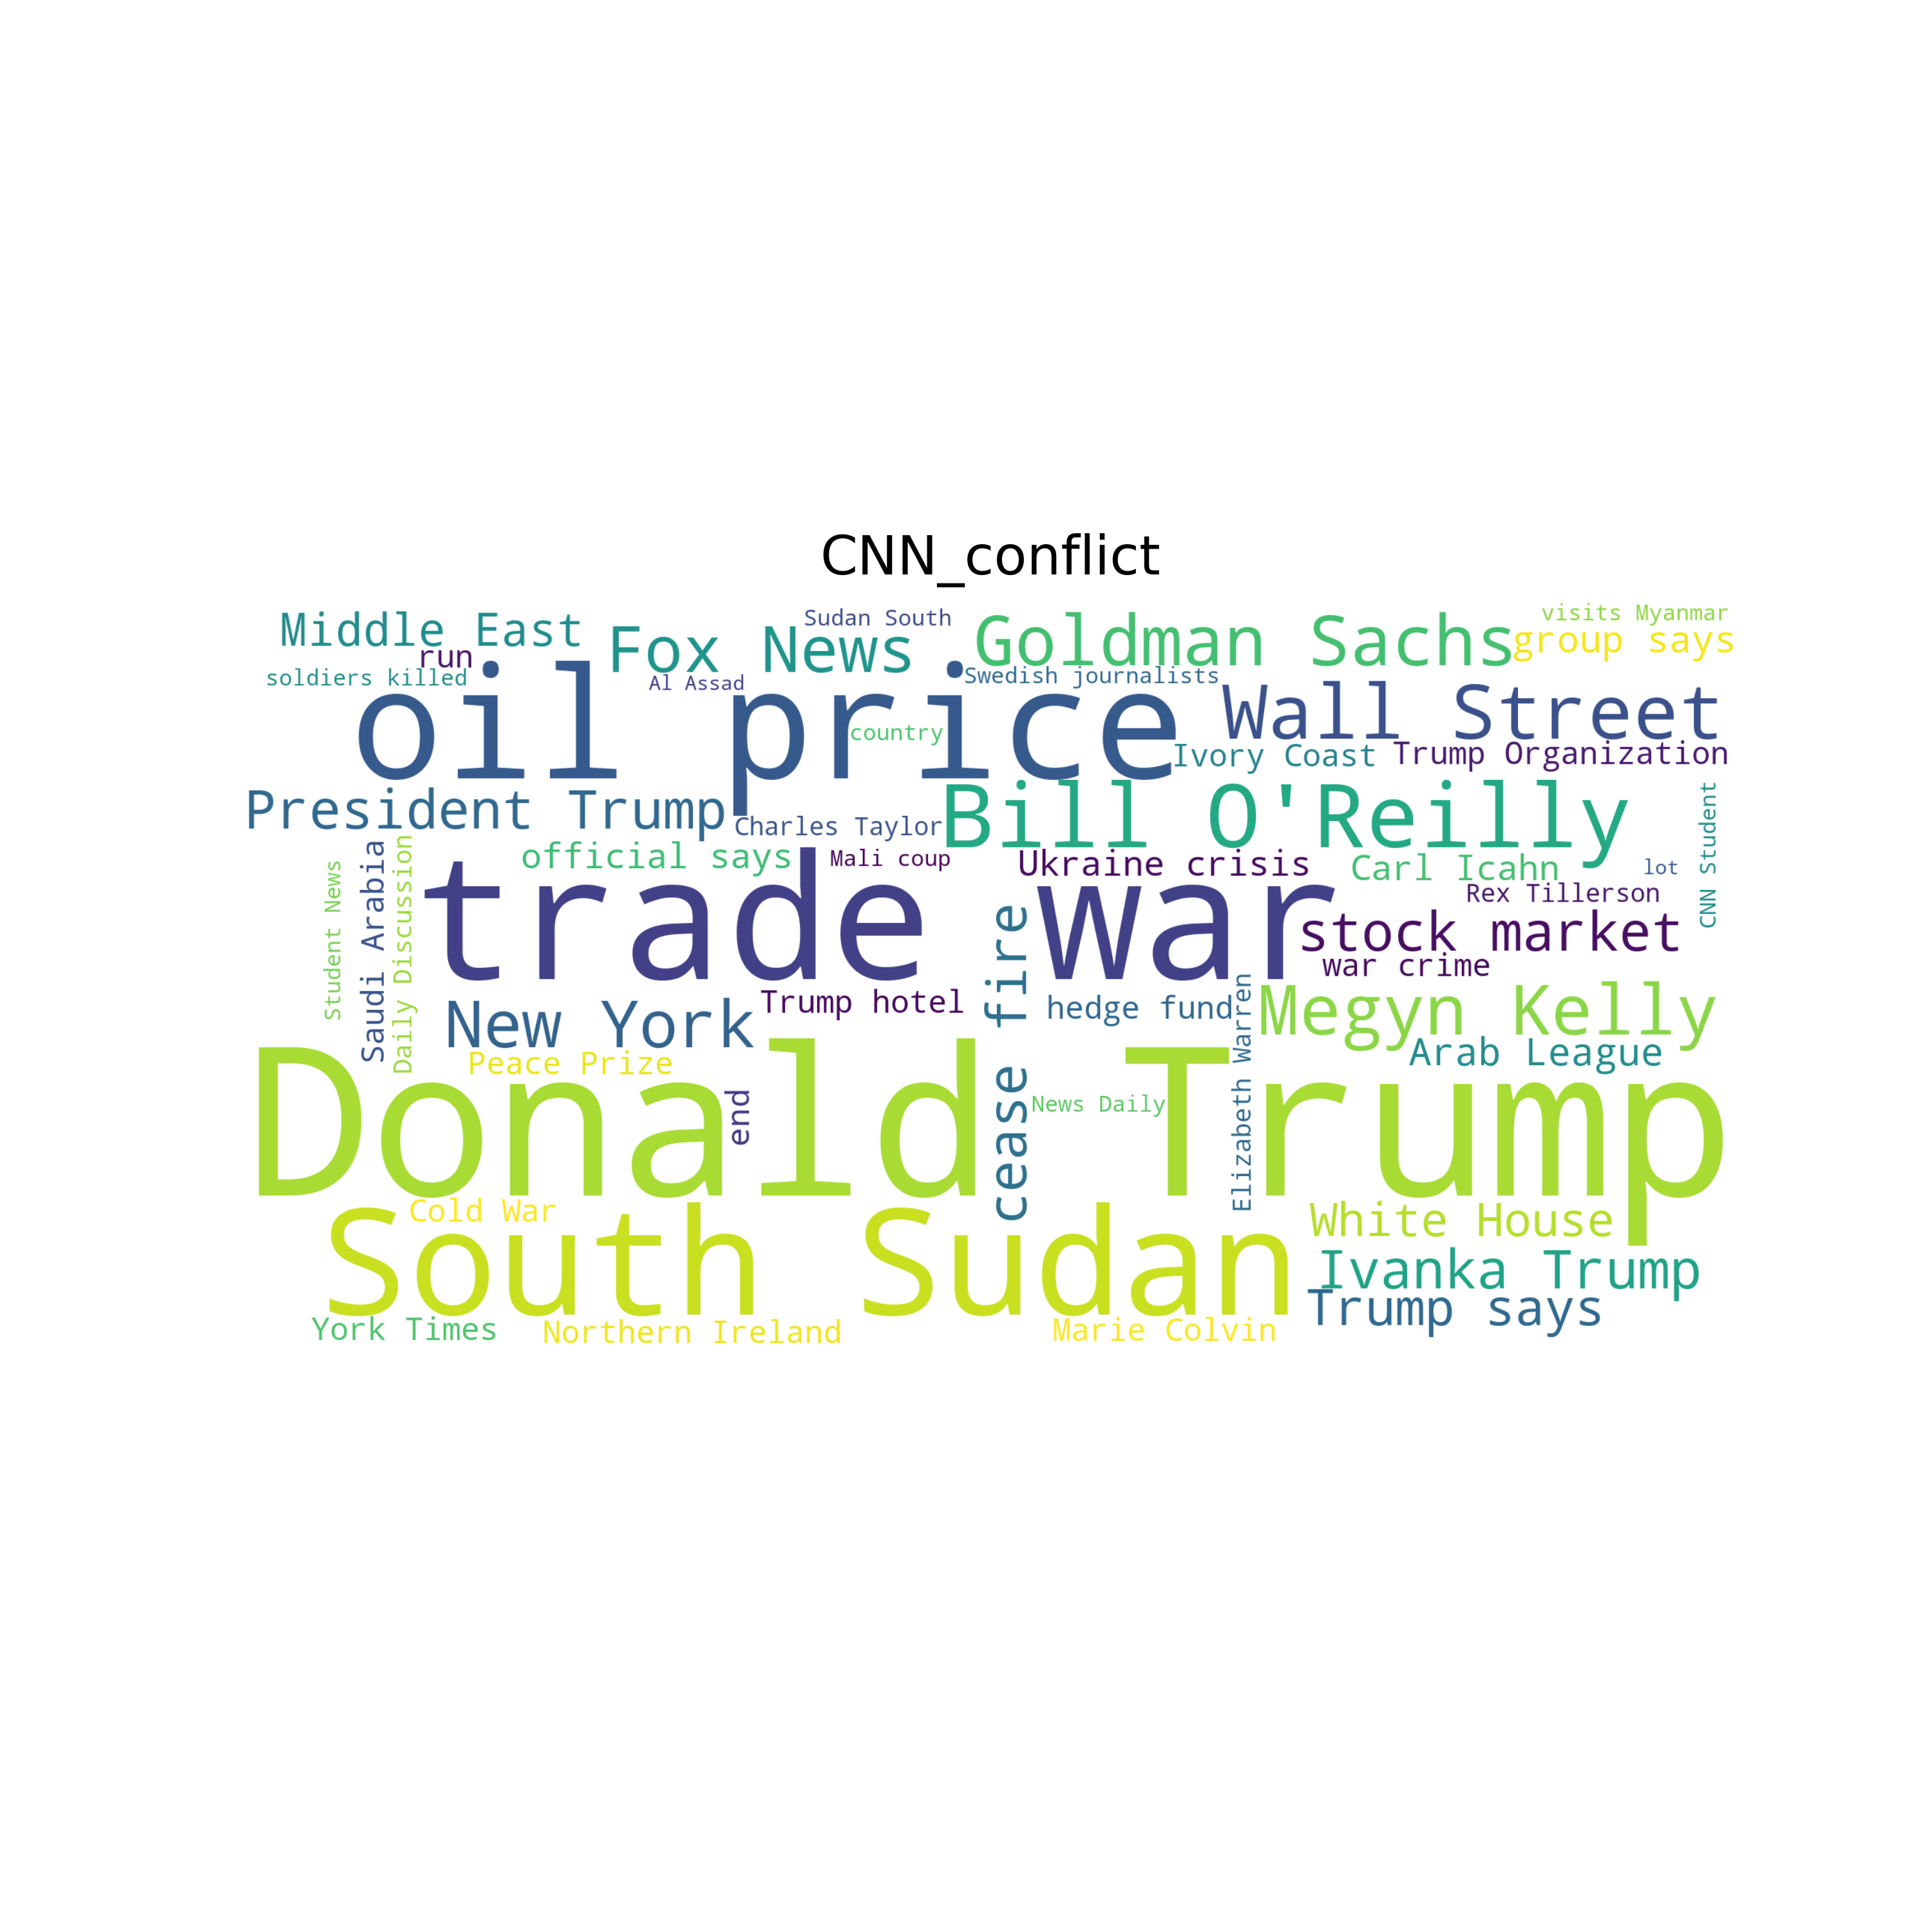 CNN_conflict
Middle East
Fox News
Sudan South
Goldman Sachs
visits Myanmar
group says
run
soldiers killed
Al Assad
Swedish journalists
oil price
country
Wall Street
Ivory Coast
Trump Organization
President Trump
Charles Taylor
Bill O'Reilly
official says
Mali coup
Ukraine crisis
Carl Icahn
lot
CNN Student
Student News
Saudi Arabia
Daily Discussion
trade war
Rex Tillerson
stock market
war crime
cease fire
New York
Trump hotel
hedge fund
Elizabeth Warren
Megyn Kelly
Arab League
Peace Prize
Donald Trump
end
News Daily
Cold War
South Sudan
White House
Ivanka Trump
Trump says
York Times
Northern Ireland
Marie Colvin